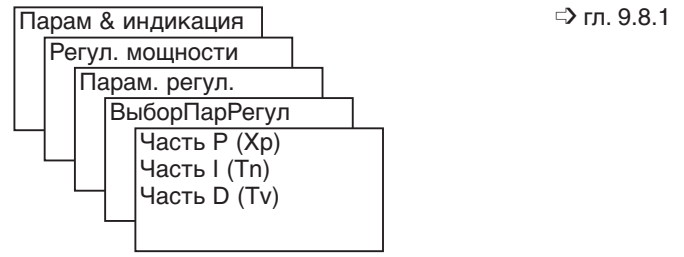 Парам & индикация
➩ гл. 9.8.1
Регул. мощности
Парам. регул.
ВыборПарРегул
Часть P (Xp)
Часть I (Tn)
Часть D (Tv)